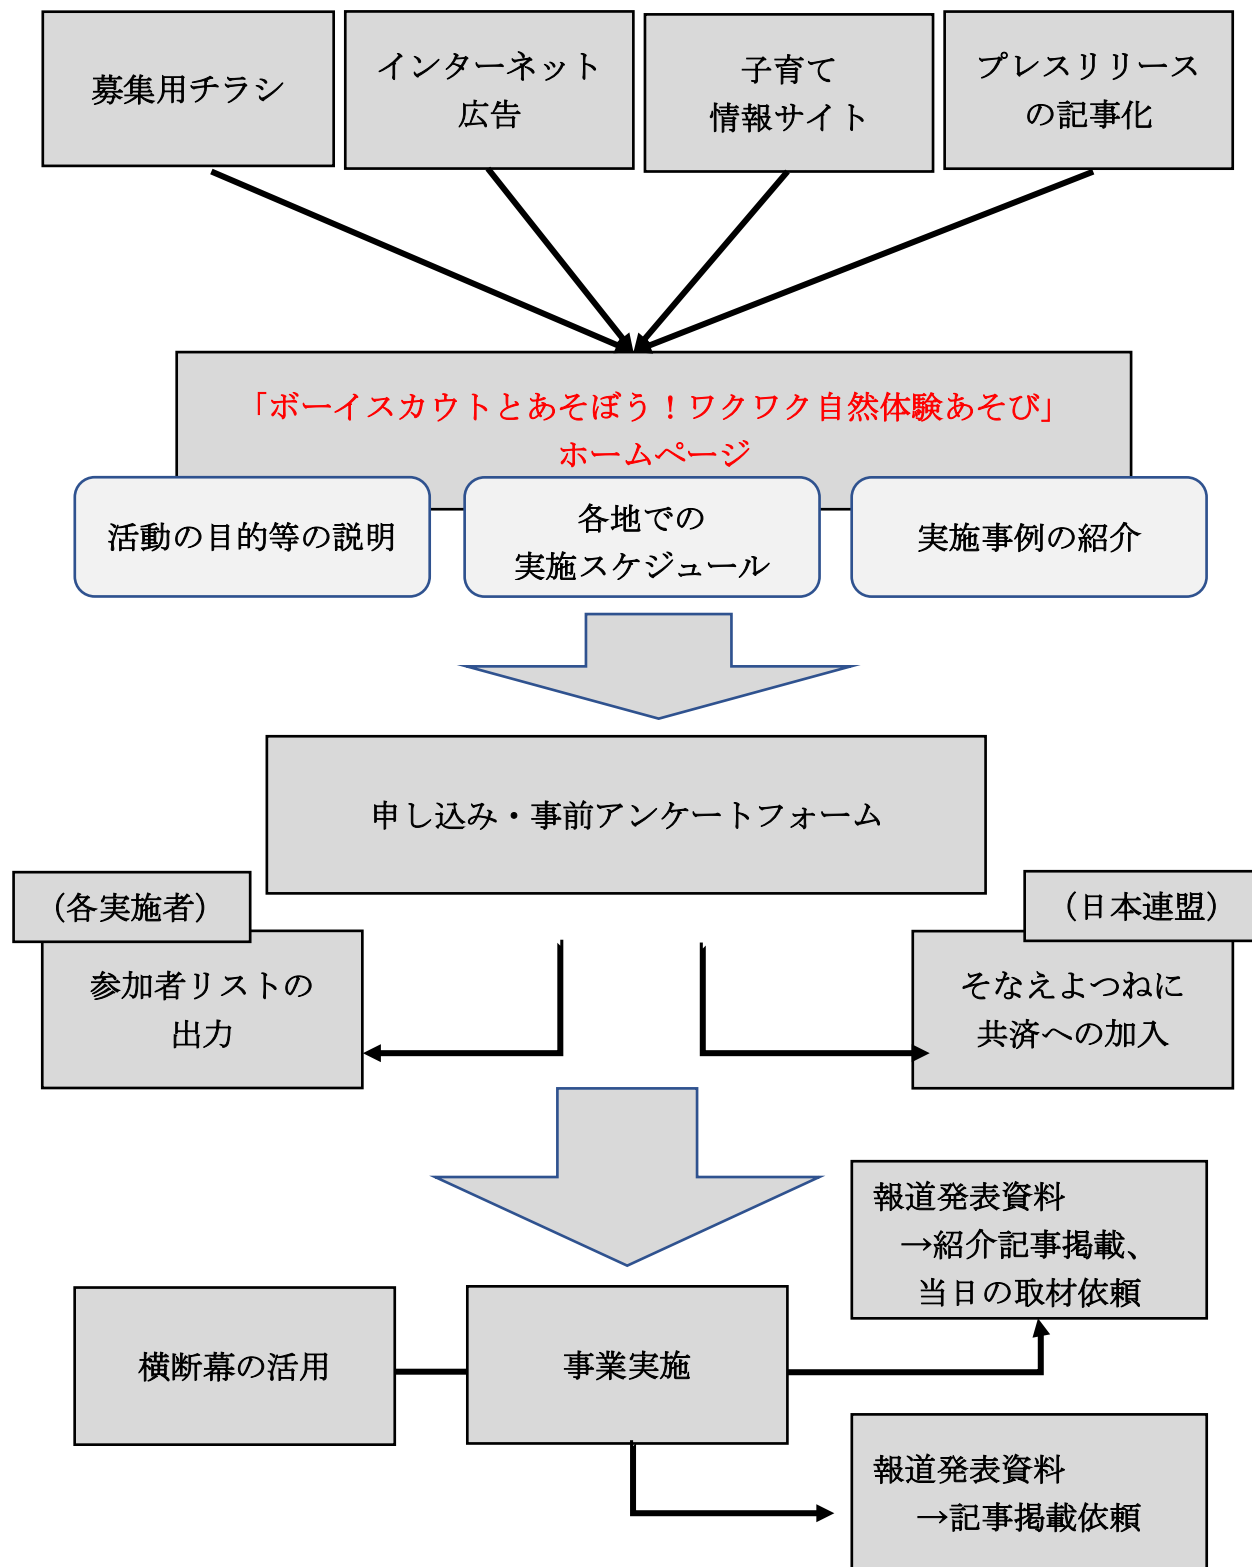 募集用チラシ
インターネット
広告
子育て
情報サイト
プレスリリース
の記事化
「ボーイスカウトとあそぼう！ワクワク自然体験あそび」
ホームページ
活動の目的等の説明
各地での
実施スケジュール
実施事例の紹介
申し込み・事前アンケートフォーム
（各実施者）
参加者リストの
出力
（日本連盟）
そなえよつねに
共済への加入
報道発表資料
→紹介記事掲載、
当日の取材依頼
横断幕の活用
事業実施
報道発表資料
→記事掲載依頼